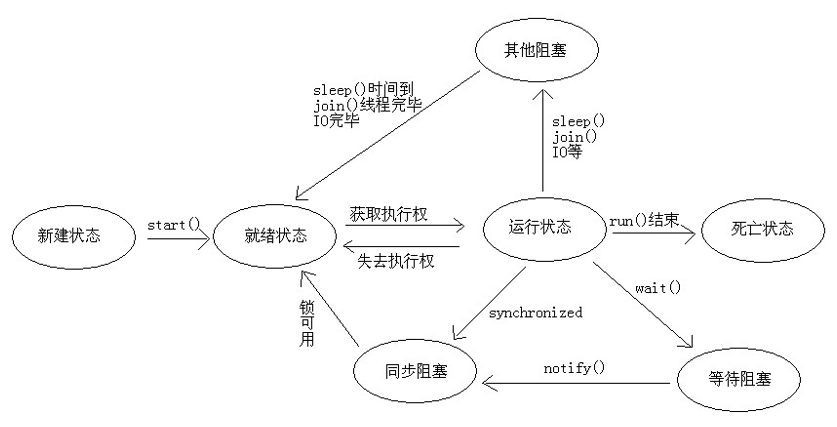 其他阻塞
sleep()时间到
join()线程完毕
IO完毕
sleep()
join()
IO等
新建状态
start()
就绪状态
获取执行权
失去执行权
运行状态
run()结束
死亡状态
锁可用
synchronized
wait()
同步阻塞
notify()
等待阻塞